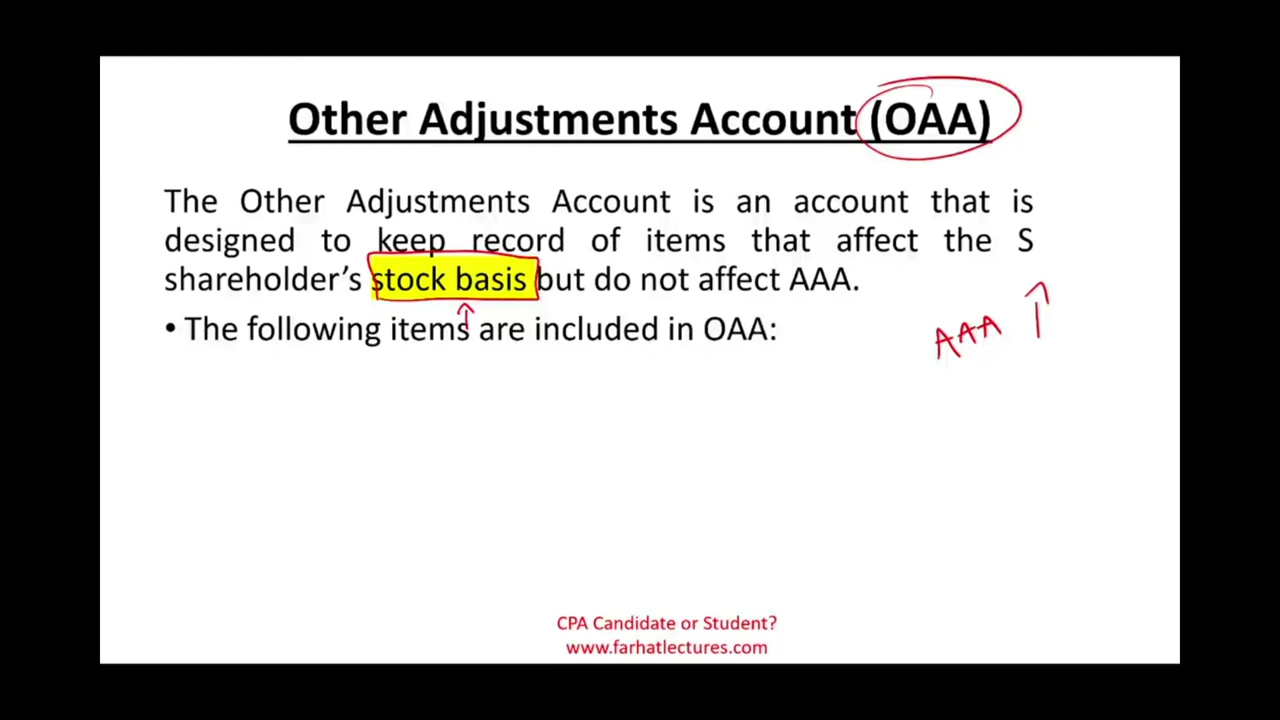 Other Adjustments Account (OAA)
The Other Adjustments Account is an account that is
designed to keep record of items that affect the S
shareholder’s stock basis but do not affect AAA.
• The following items are included in OAA:
AAA ↑
CPA Candidate or Student?
www.farhatlectures.com